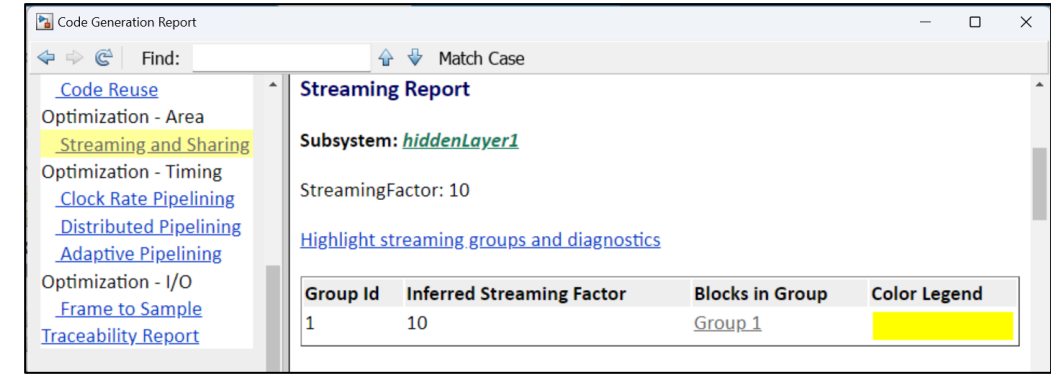 Code Generation Report
Find:
Match Case
Code Reuse
Optimization - Area
Streaming and Sharing
Optimization - Timing
Clock Rate Pipelining
Distributed Pipelining
Adaptive Pipelining
Optimization - I/O
Frame to Sample
Traceability Report
Streaming Report
Subsystem: hiddenLayer1
StreamingFactor: 10
Highlight streaming groups and diagnostics
Group Id Inferred Streaming Factor Blocks in Group Color Legend
1 10 Group 1